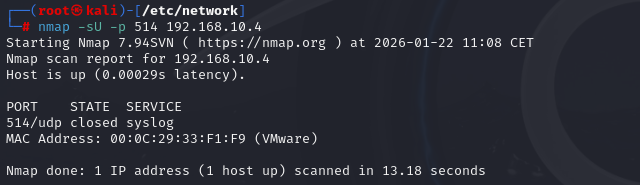 ┌──(root㉿kali)-[/etc/network]
└─# nmap -sU -p 514 192.168.10.4
Starting Nmap 7.94SVN ( https://nmap.org ) at 2026-01-22 11:08 CET
Nmap scan report for 192.168.10.4
Host is up (0.00029s latency).

PORT    STATE  SERVICE
514/udp closed syslog
MAC Address: 00:0C:29:33:F1:F9 (VMware)

Nmap done: 1 IP address (1 host up) scanned in 13.18 seconds